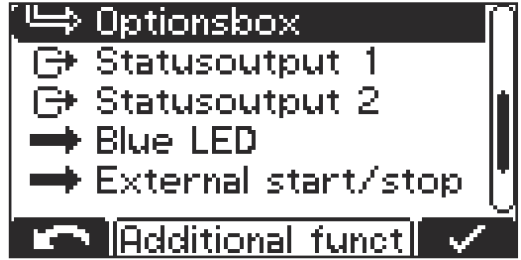 Optionsbox
Statusoutput 1
Statusoutput 2
Blue LED
External start/stop
Additional funct